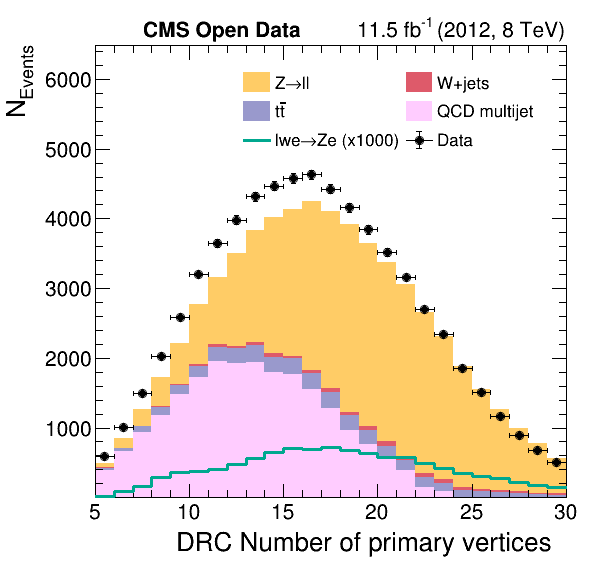 CMS Open Data 11.5 fb⁻¹ (2012, 8 TeV)
N_Events
Z→ll W+jets
tt̄ QCD multijet
lwe→Ze (x1000) Data
6000
5000
4000
3000
2000
1000
5 10 15 20 25 30
DRC Number of primary vertices